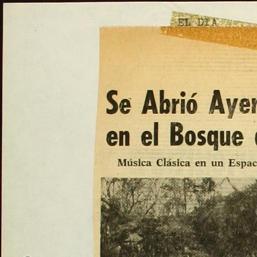 EL DIA
Se Abrió Ayer
en el Bosque
Música Clásica en un Espac